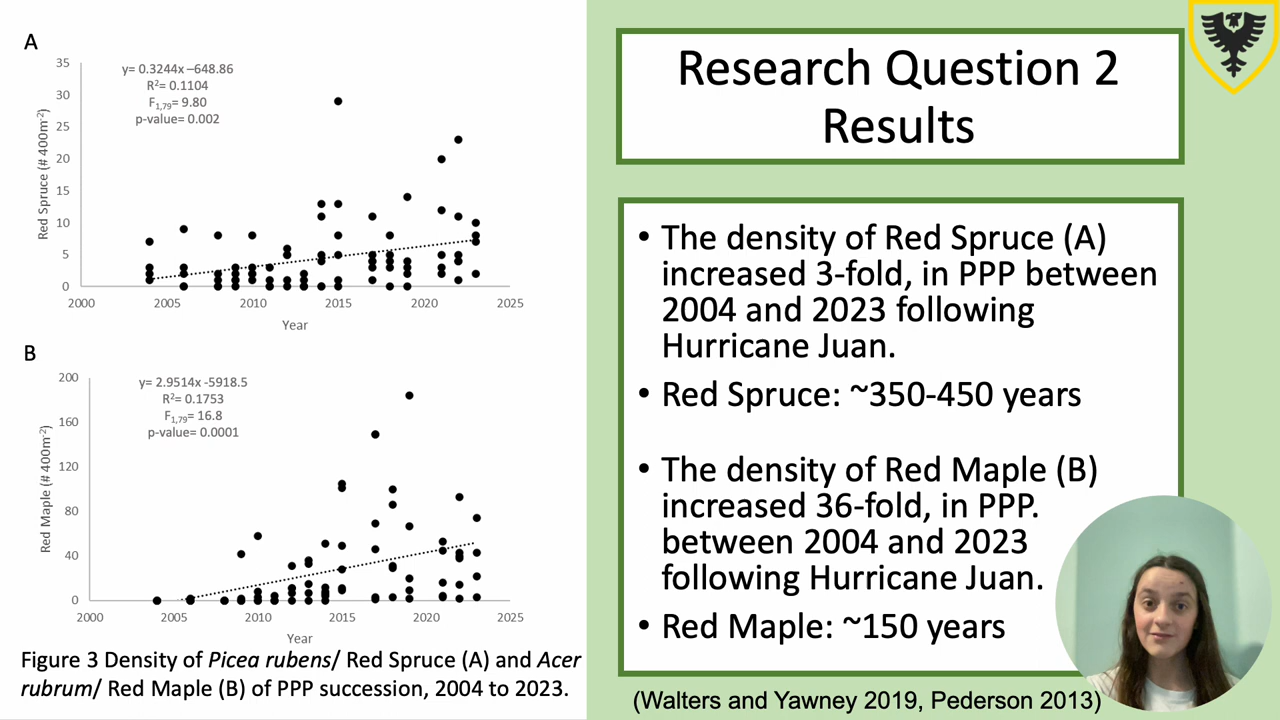 A
y= 0.3244x –648.86
R²= 0.1104
F1,79= 9.80
p-value= 0.002
35
30
25
20
15
10
5
0
Red Spruce (# 400m-2)
2000 2005 2010 2015 2020 2025
Year
B
y= 2.9514x -5918.5
R²= 0.1753
F1,79= 16.8
p-value= 0.0001
200
160
120
80
40
0
Red Maple (# 400m-2)
2000 2005 2010 2015 2020 2025
Year
Figure 3 Density of Picea rubens/ Red Spruce (A) and Acer
rubrum/ Red Maple (B) of PPP succession, 2004 to 2023.
Research Question 2
Results
• The density of Red Spruce (A)
increased 3-fold, in PPP between
2004 and 2023 following
Hurricane Juan.
• Red Spruce: ~350-450 years
• The density of Red Maple (B)
increased 36-fold, in PPP.
between 2004 and 2023
following Hurricane Juan.
• Red Maple: ~150 years
(Walters and Yawney 2019, Pederson 2013)